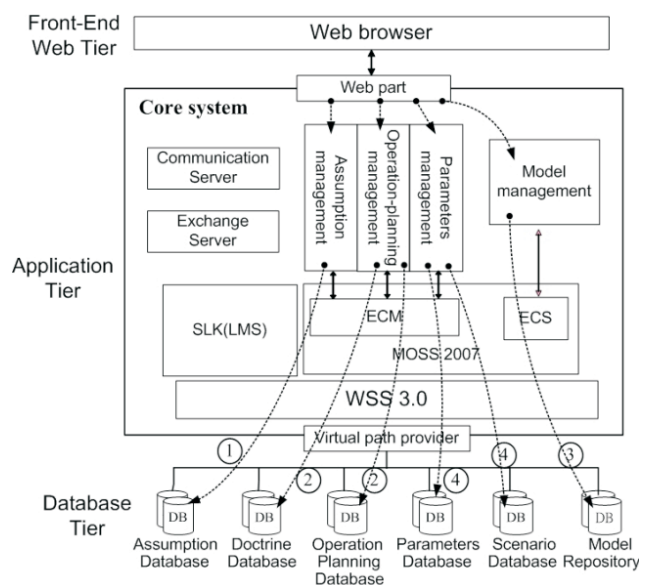 Front-End
Web Tier
Web browser
Web part
Core system
Communication
Server
Exchange
Server
Assumption
management
Operation-planning
management
Parameters
management
Model
management
Application
Tier
SLK(LMS)
ECM
ECS
MOSS 2007
WSS 3.0
Virtual path provider
1
2
2
4
4
3
Database
Tier
DB
DB
DB
DB
DB
DB
Assumption
Database
Doctrine
Database
Operation
Planning
Database
Parameters
Database
Scenario
Database
Model
Repository